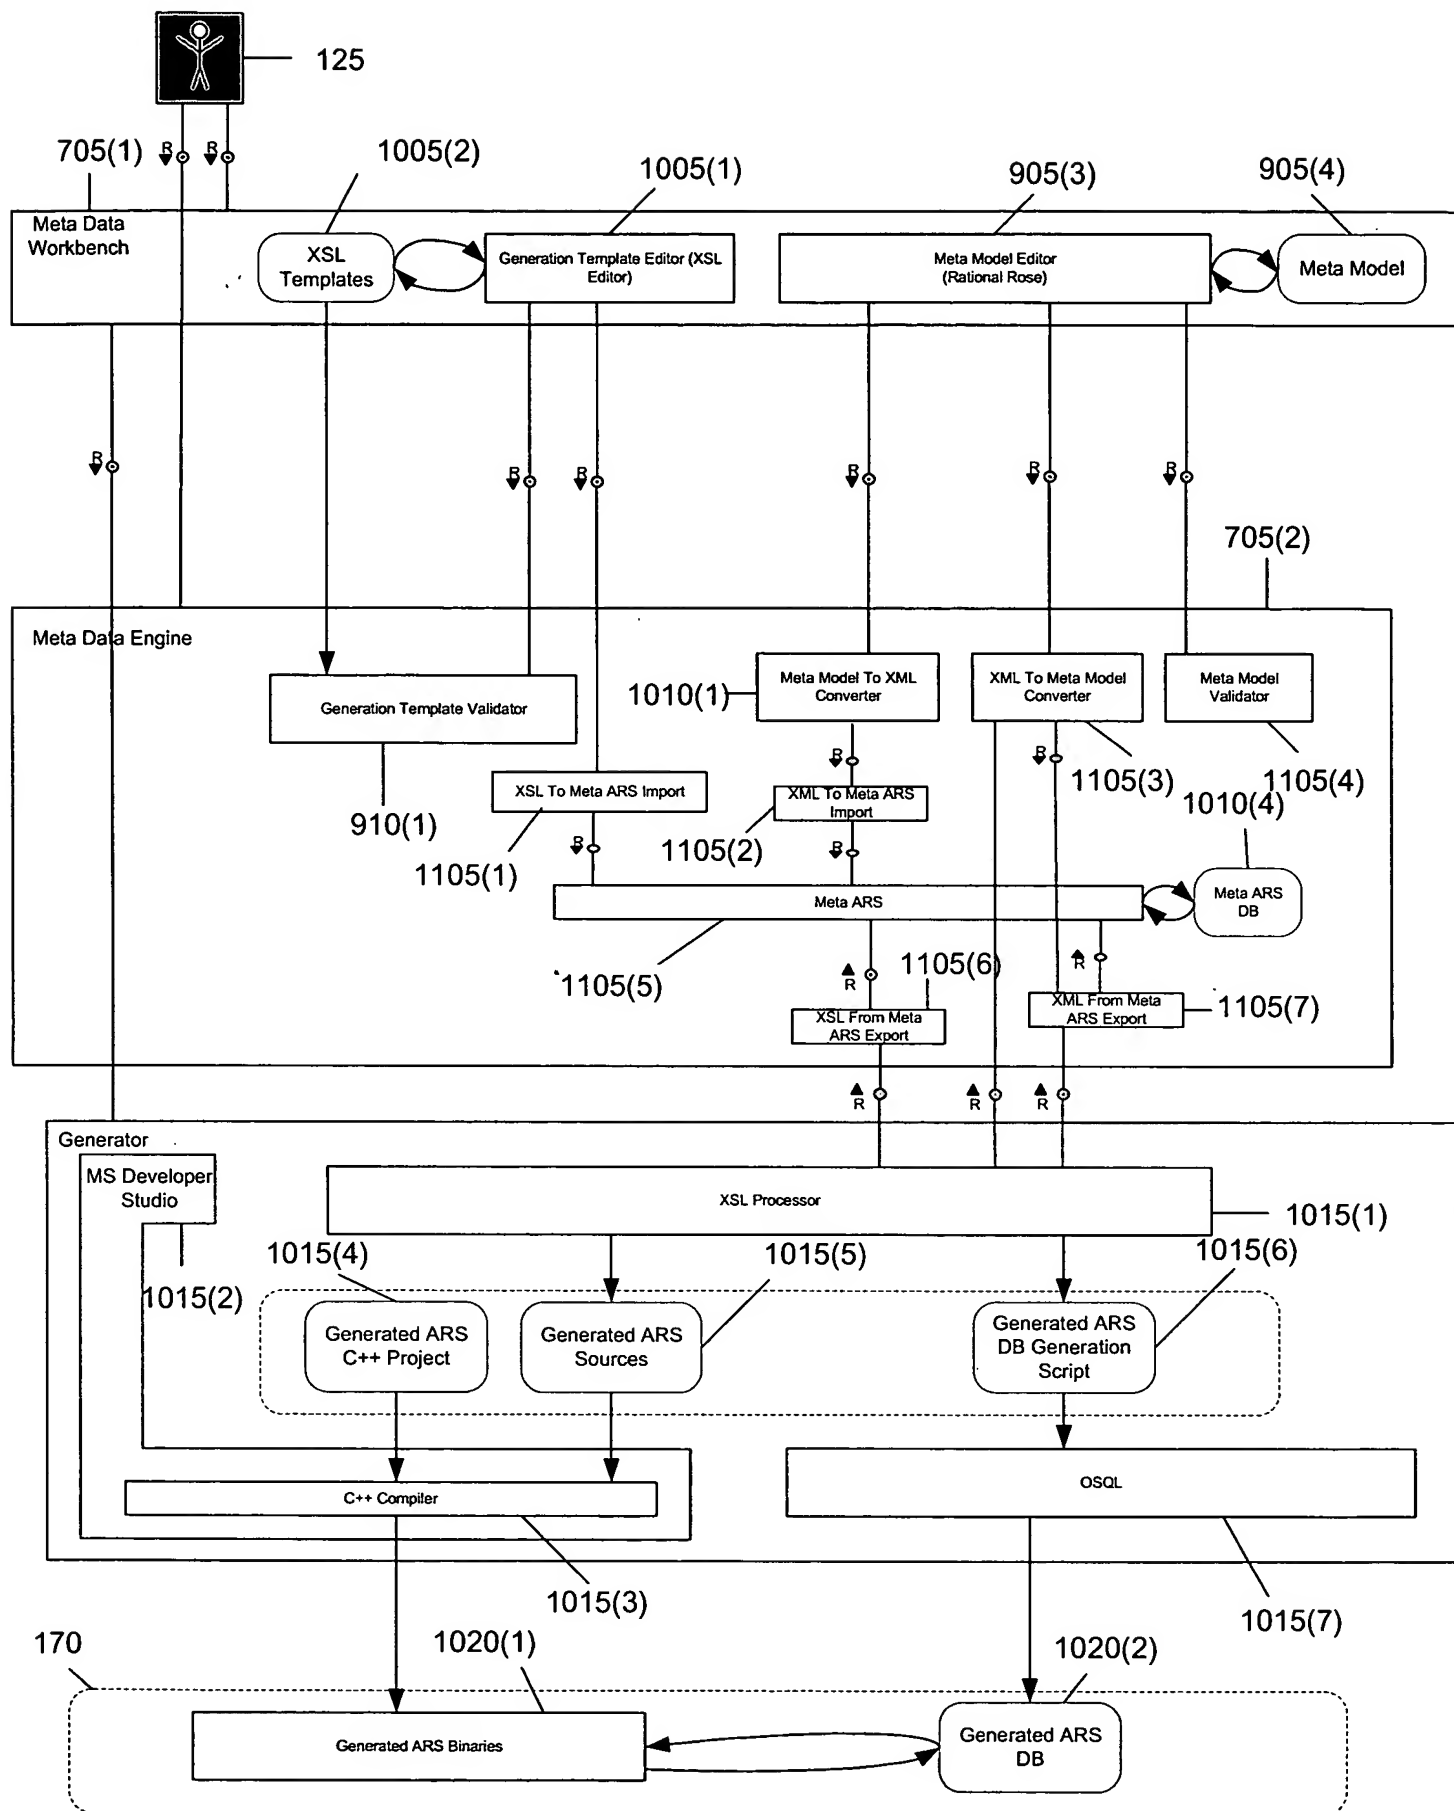 125
705(1)
R
R
1005(2)
1005(1)
905(3)
905(4)
Meta Data
Workbench
XSL
Templates
Generation Template Editor (XSL
Editor)
Meta Model Editor
(Rational Rose)
Meta Model
R
R
R
R
R
R
705(2)
Meta Data Engine
Generation Template Validator
1010(1)
Meta Model To XML
Converter
XML To Meta Model
Converter
Meta Model
Validator
910(1)
XSL To Meta ARS Import
1105(1)
R
XML To Meta ARS
Import
1105(2)
R
1105(3)
1105(4)
1010(4)
R
R
Meta ARS
Meta ARS
DB
1105(5)
R
1105(6)
R
XSL From Meta
ARS Export
XML From Meta
ARS Export
1105(7)
R
R
R
Generator
MS Developer
Studio
XSL Processor
1015(1)
1015(2)
1015(4)
1015(5)
1015(6)
Generated ARS
C++ Project
Generated ARS
Sources
Generated ARS
DB Generation
Script
C++ Compiler
OSQL
1015(3)
1015(7)
170
1020(1)
1020(2)
Generated ARS Binaries
Generated ARS
DB